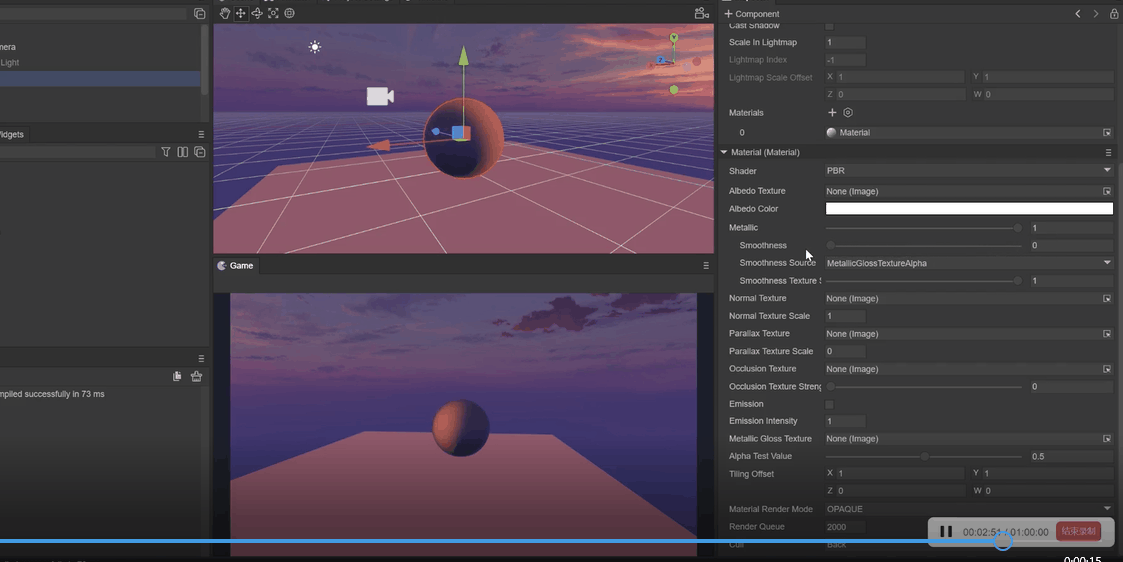 Component
Cast Shadow
Scale In Lightmap 1
mera
Light
Lightmap Index -1
Lightmap Scale Offset X 1 Y 1
Z 0 W 0
Materials
idgets
0 Material
Material (Material)
Shader PBR
Albedo Texture None (Image)
Albedo Color
Metallic 1
Smoothness 0
Smoothness Source MetallicGlossTextureAlpha
Game
Smoothness Texture S 1
Normal Texture None (Image)
Normal Texture Scale 1
Parallax Texture None (Image)
Parallax Texture Scale 0
Occlusion Texture None (Image)
Occlusion Texture Streng 0
mpiled successfully in 73 ms
Emission
Emission Intensity 1
Metallic Gloss Texture None (Image)
Alpha Test Value 0.5
Tiling Offset X 1 Y 1
Z 0 W 0
Material Render Mode OPAQUE
Render Queue 2000
00:02:51 / 01:00:00 结束录制
Cull Back
0:00:15